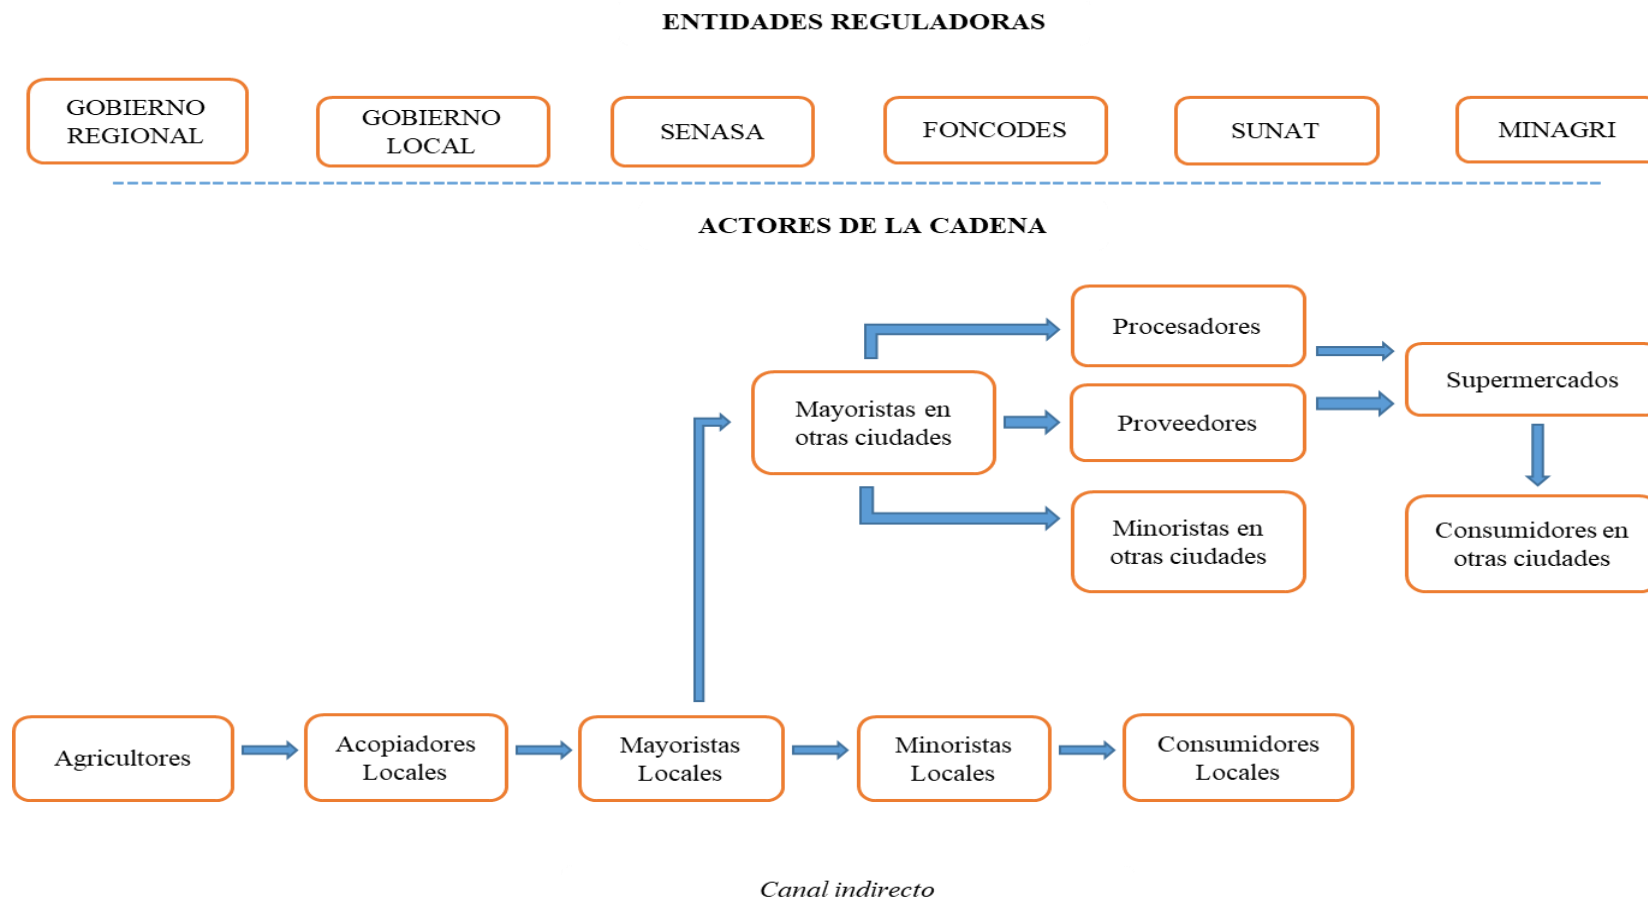 ENTIDADES REGULADORAS
GOBIERNO
REGIONAL
GOBIERNO
LOCAL
SENASA
FONCODES
SUNAT
MINAGRI
ACTORES DE LA CADENA
Procesadores
Supermercados
Mayoristas en
otras ciudades
Proveedores
Minoristas en
otras ciudades
Consumidores en
otras ciudades
Agricultores
Acopiadores
Locales
Mayoristas
Locales
Minoristas
Locales
Consumidores
Locales
Canal indirecto